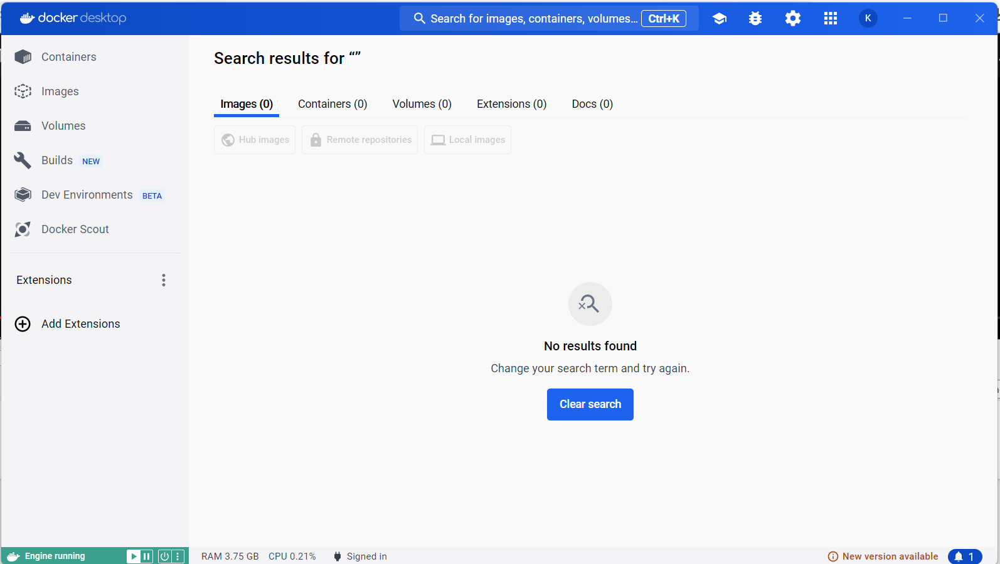 docker desktop
Search for images, containers, volumes... Ctrl+K
K
Containers
Images
Volumes
Builds NEW
Dev Environments BETA
Docker Scout
Extensions
Add Extensions
Search results for “”
Images (0) Containers (0) Volumes (0) Extensions (0) Docs (0)
Hub images Remote repositories Local images
No results found
Change your search term and try again.
Clear search
Engine running
RAM 3.75 GB CPU 0.21% Signed in
New version available 1